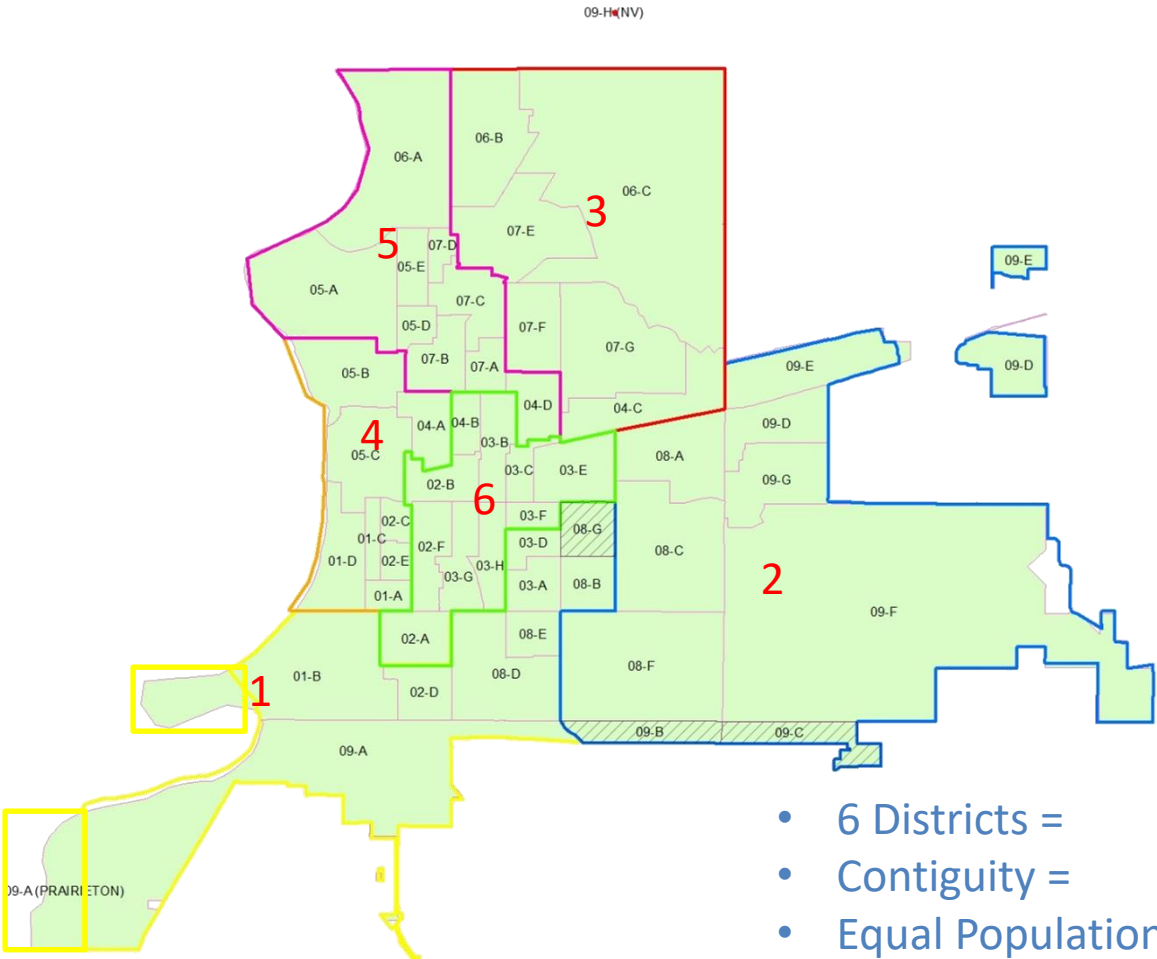 09-H (NV)
06-B
06-A
06-C
3
07-E
5
07-D
05-E
09-E
05-A
07-C
05-D
07-F
07-G
07-B
07-A
09-E
09-D
05-B
04-D
04-C
04-A
04-B
09-D
4
03-B
05-C
08-A
03-C
03-E
09-G
02-B
6
03-F
02-C
08-G
01-C
02-F
03-D
08-C
01-D
02-E
03-H
03-G
2
03-A
08-B
01-A
09-F
02-A
08-E
08-F
01-B
08-D
1
02-D
09-B
09-C
09-A
6 Districts =
Contiguity =
09-A (PRAIRIETON)
Equal Population